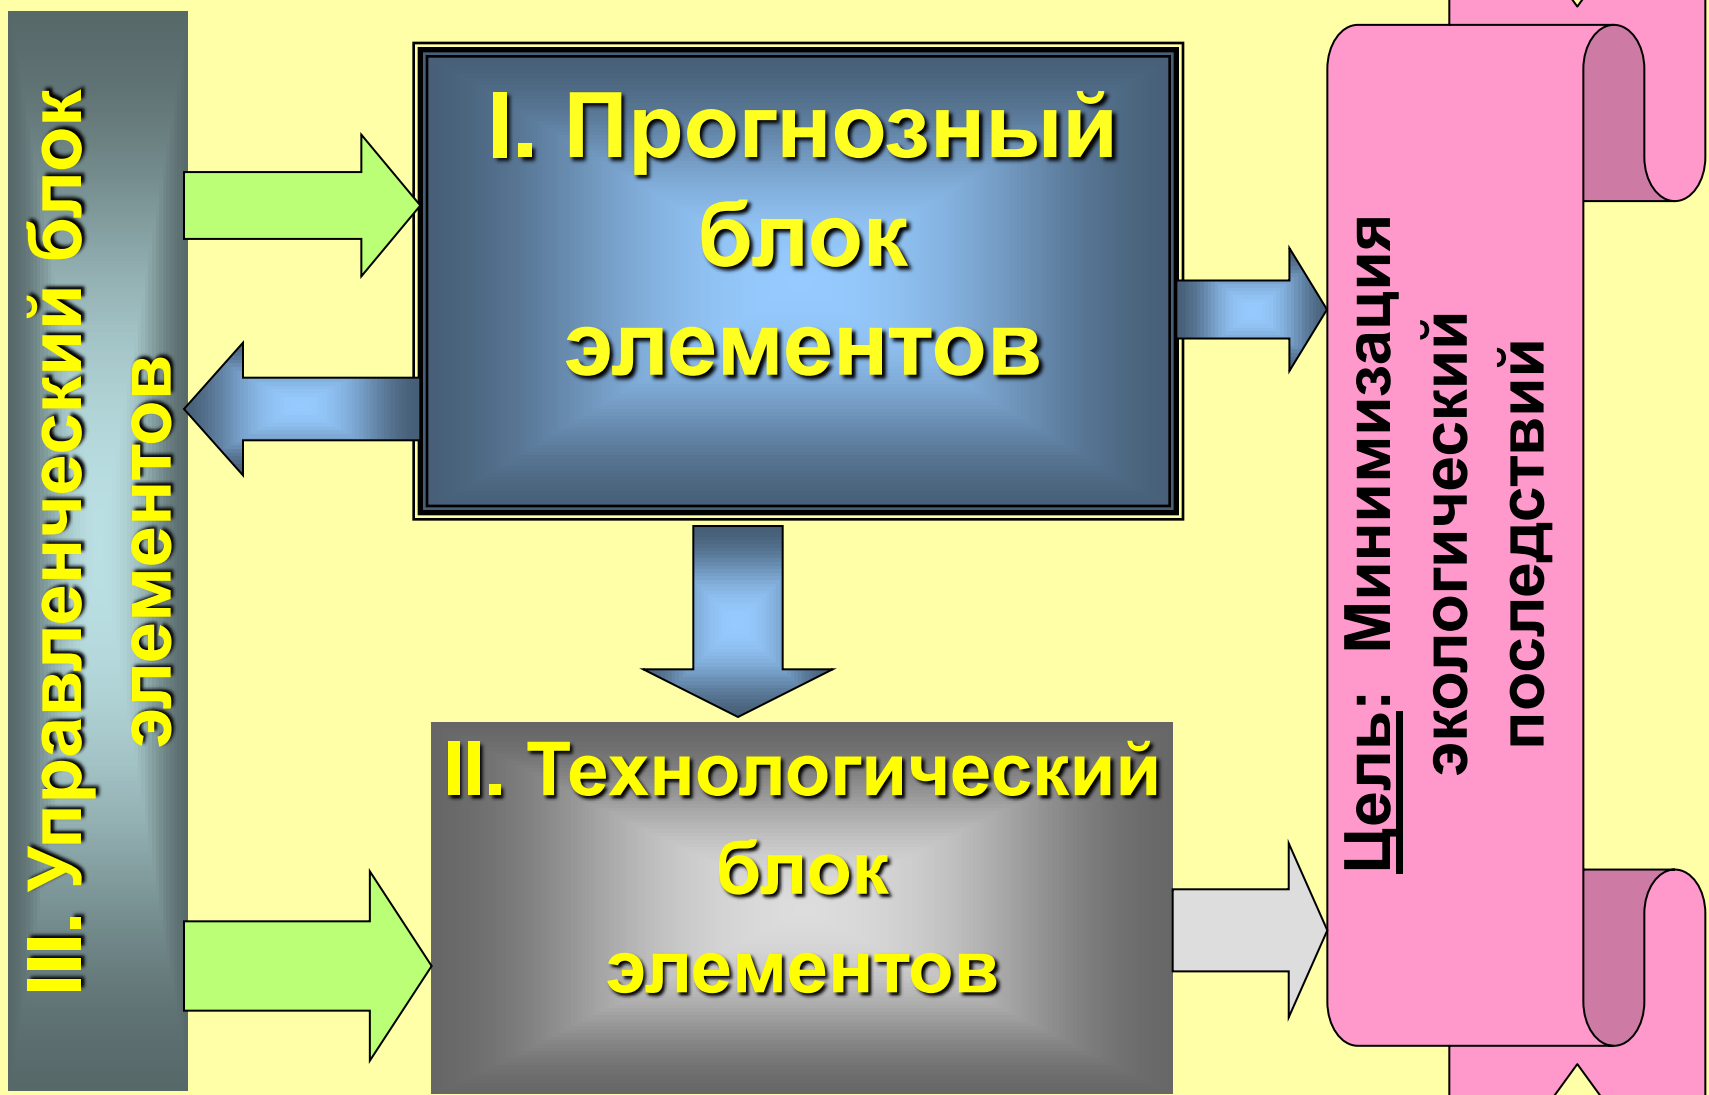 III. Управленческий блок
элементов
I. Прогнозный
блок
элементов
II. Технологический
блок
элементов
Цель: Минимизация
экологический
последствий